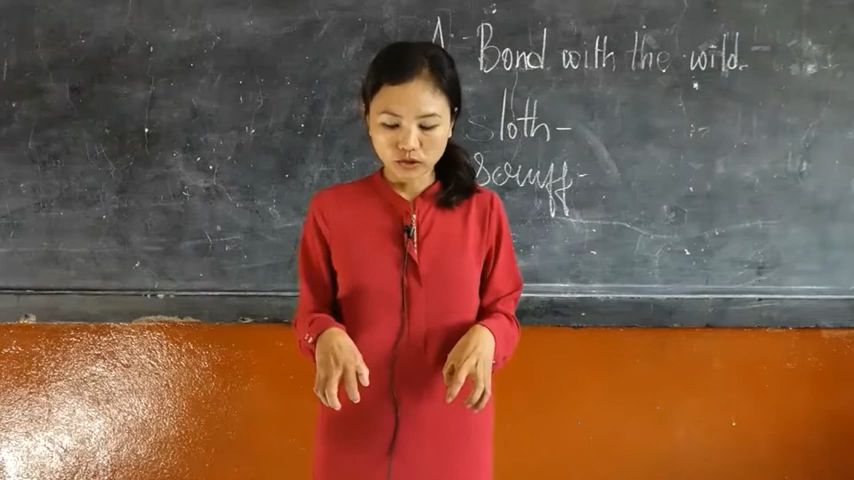 A Bond with the wild -
Sloth -
Scruff -